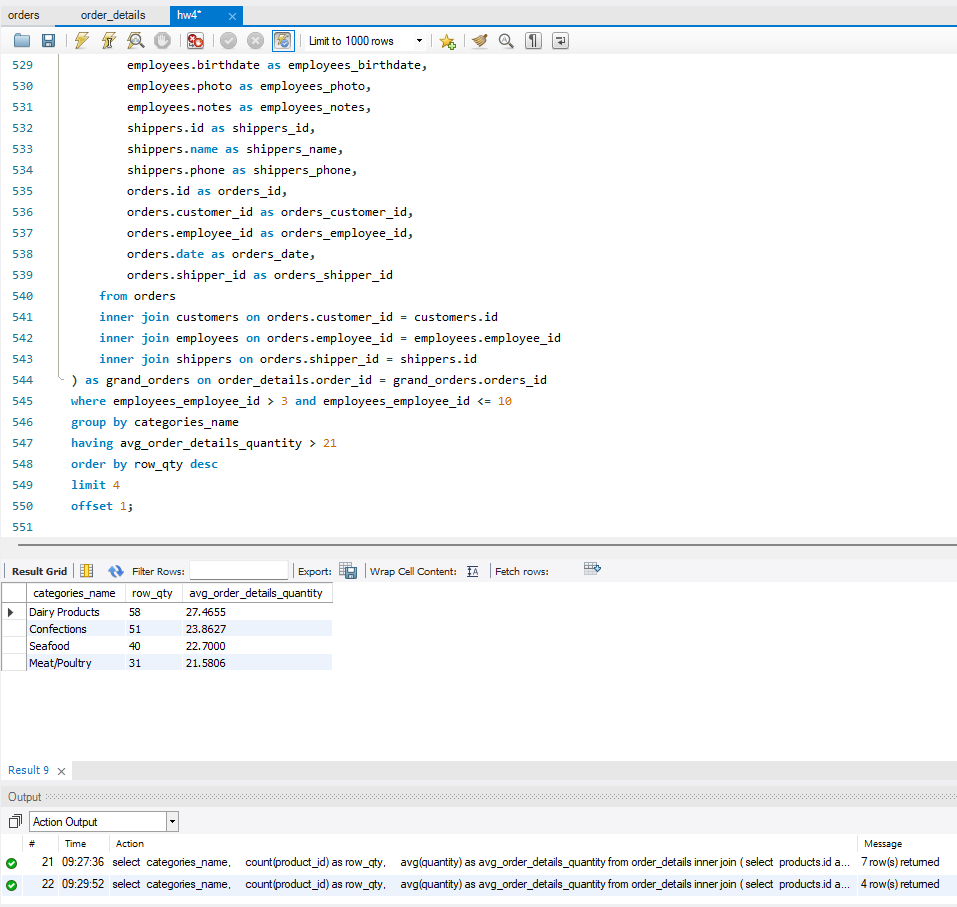 orders order_details hw4*
Limit to 1000 rows
529 employees.birthdate as employees_birthdate,
530 employees.photo as employees_photo,
531 employees.notes as employees_notes,
532 shippers.id as shippers_id,
533 shippers.name as shippers_name,
534 shippers.phone as shippers_phone,
535 orders.id as orders_id,
536 orders.customer_id as orders_customer_id,
537 orders.employee_id as orders_employee_id,
538 orders.date as orders_date,
539 orders.shipper_id as orders_shipper_id
540 from orders
541 inner join customers on orders.customer_id = customers.id
542 inner join employees on orders.employee_id = employees.employee_id
543 inner join shippers on orders.shipper_id = shippers.id
544 ) as grand_orders on order_details.order_id = grand_orders.orders_id
545 where employees_employee_id > 3 and employees_employee_id <= 10
546 group by categories_name
547 having avg_order_details_quantity > 21
548 order by row_qty desc
549 limit 4
550 offset 1;
551
Result Grid Filter Rows: Export: Wrap Cell Content: Fetch rows:
categories_name row_qty avg_order_details_quantity
Dairy Products 58 27.4655
Confections 51 23.8627
Seafood 40 22.7000
Meat/Poultry 31 21.5806
Result 9
Output
Action Output
# Time Action Message
21 09:27:36 select categories_name, count(product_id) as row_qty, avg(quantity) as avg_order_details_quantity from order_details inner join ( select products.id a... 7 row(s) returned
22 09:29:52 select categories_name, count(product_id) as row_qty, avg(quantity) as avg_order_details_quantity from order_details inner join ( select products.id a... 4 row(s) returned